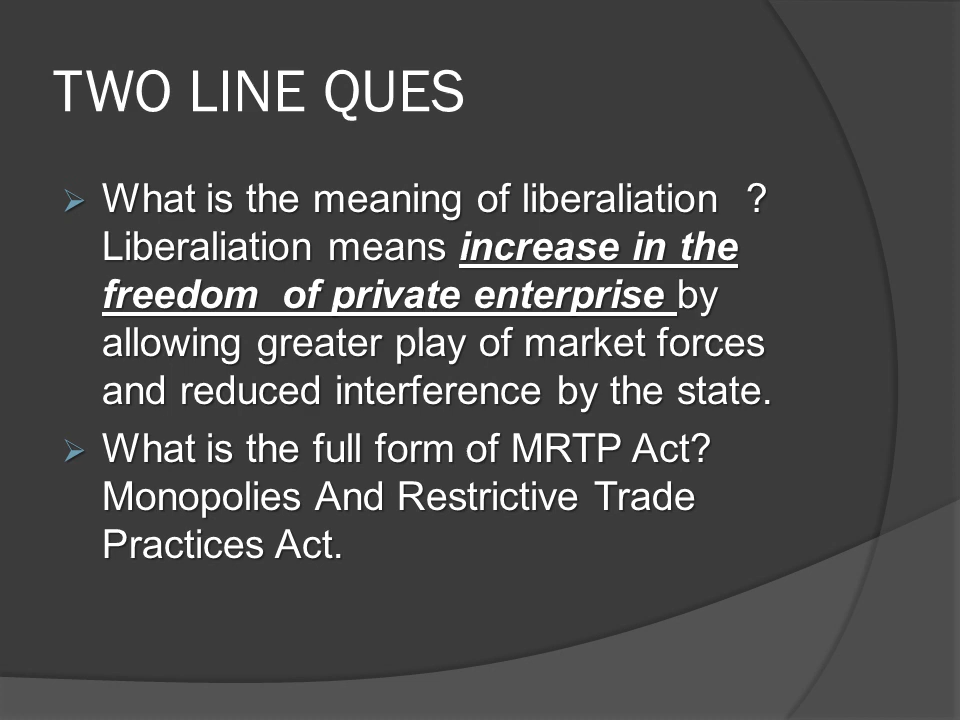 TWO LINE QUES
What is the meaning of liberaliation ?
Liberaliation means increase in the
freedom of private enterprise by
allowing greater play of market forces
and reduced interference by the state.
What is the full form of MRTP Act?
Monopolies And Restrictive Trade
Practices Act.